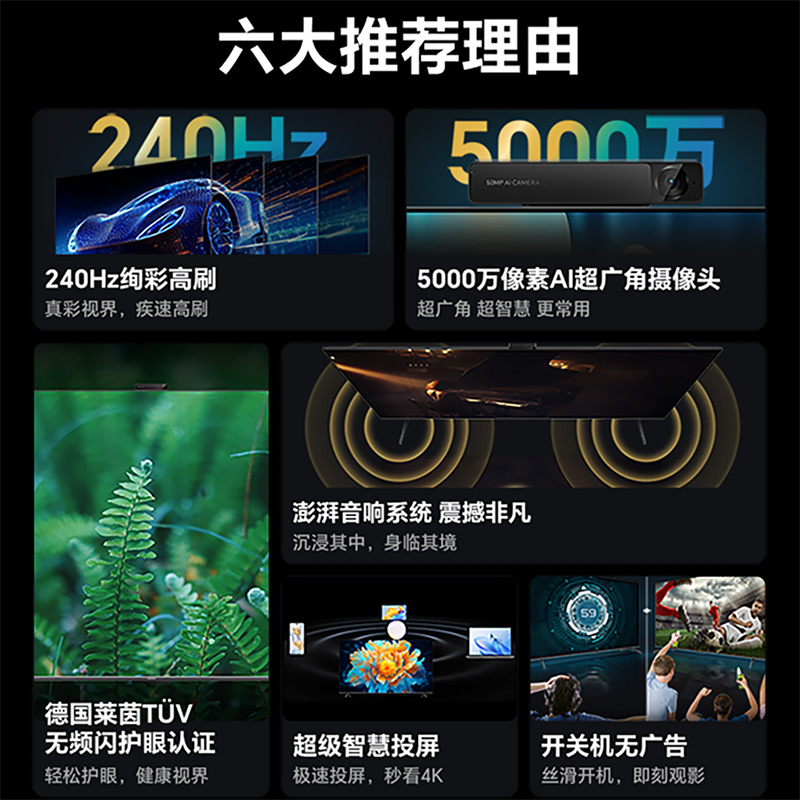 六大推荐理由
240Hz
240Hz绚彩高刷
真彩视界，疾速高刷
5000万
50MP AI CAMERA
5000万像素AI超广角摄像头
超广角 超智慧 更常用
澎湃音响系统 震撼非凡
沉浸其中，身临其境
德国莱茵TÜV
无频闪护眼认证
轻松护眼，健康视界
超级智慧投屏
极速投屏，秒看4K
59
开关机无广告
丝滑开机，即刻观影